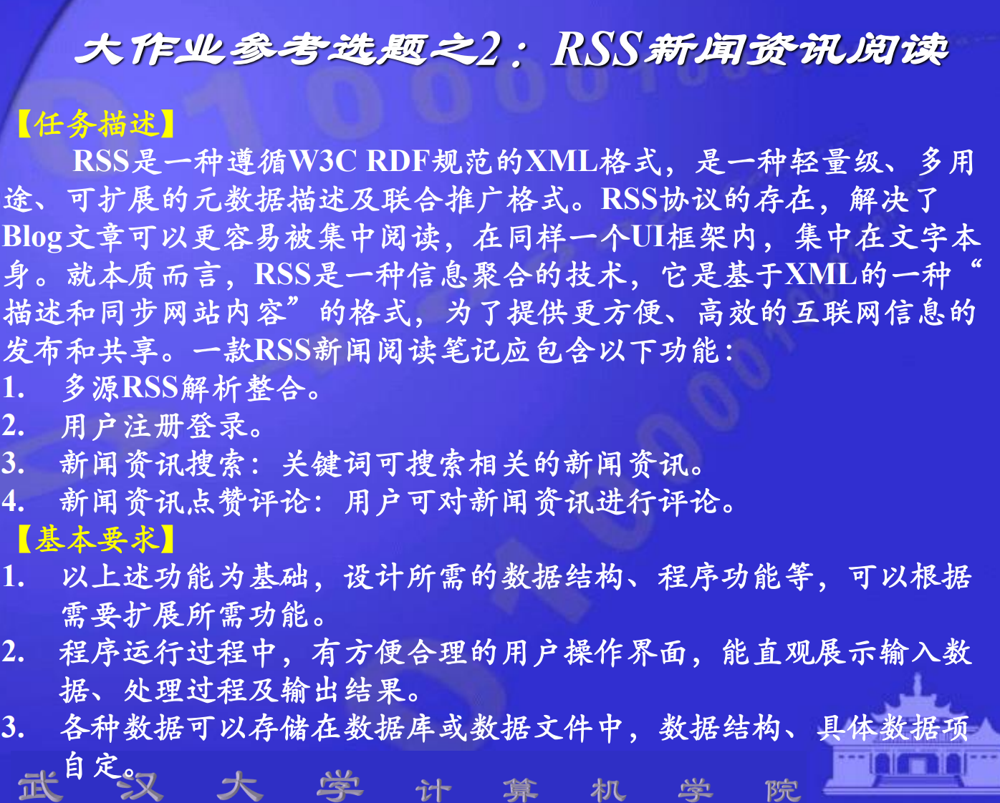 大作业参考选题之2：RSS新闻资讯阅读
【任务描述】
RSS是一种遵循W3C RDF规范的XML格式，是一种轻量级、多用
途、可扩展的元数据描述及联合推广格式。RSS协议的存在，解决了
Blog文章可以更容易被集中阅读，在同样一个UI框架内，集中在文字本
身。就本质而言，RSS是一种信息聚合的技术，它是基于XML的一种“
描述和同步网站内容”的格式，为了提供更方便、高效的互联网信息的
发布和共享。一款RSS新闻阅读笔记应包含以下功能：
1. 多源RSS解析整合。
2. 用户注册登录。
3. 新闻资讯搜索：关键词可搜索相关的新闻资讯。
4. 新闻资讯点赞评论：用户可对新闻资讯进行评论。
【基本要求】
1. 以上述功能为基础，设计所需的数据结构、程序功能等，可以根据
需要扩展所需功能。
2. 程序运行过程中，有方便合理的用户操作界面，能直观展示输入数
据、处理过程及输出结果。
3. 各种数据可以存储在数据库或数据文件中，数据结构、具体数据项
自定。
武汉大学计算机学院